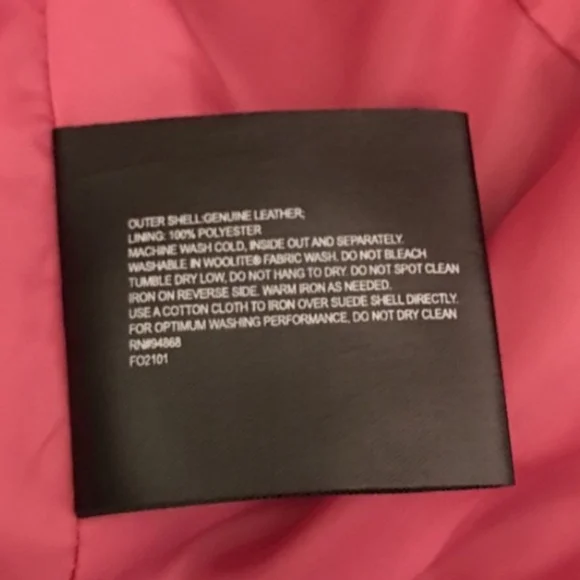 OUTER SHELL:GENUINE LEATHER;
LINING: 100% POLYESTER
MACHINE WASH COLD, INSIDE OUT AND SEPARATELY.
WASHABLE IN WOOLITE® FABRIC WASH. DO NOT BLEACH
TUMBLE DRY LOW, DO NOT HANG TO DRY. DO NOT SPOT CLEAN
IRON ON REVERSE SIDE. WARM IRON AS NEEDED.
USE A COTTON CLOTH TO IRON OVER SUEDE SHELL DIRECTLY.
FOR OPTIMUM WASHING PERFORMANCE, DO NOT DRY CLEAN
RN#94868
FO2101